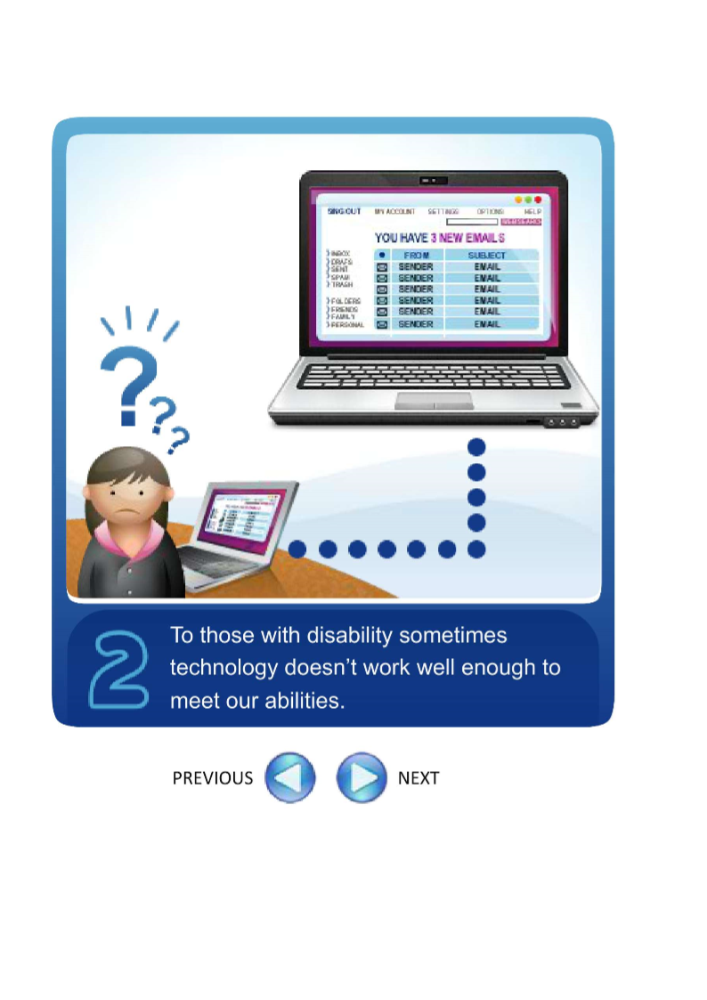 SING OUT MY ACCOUNT SETTINGS OPTIONS HELP
YOU HAVE 3 NEW EMAILS
INBOX
DRAFS
SENT
SPAM
TRASH
FOLDERS
FRIENDS
FAMILY
PERSONAL
FROM SUBJECT
SENDER EMAIL
SENDER EMAIL
SENDER EMAIL
SENDER EMAIL
SENDER EMAIL
SENDER EMAIL
?
?
?
2
To those with disability sometimes
technology doesn’t work well enough to
meet our abilities.
PREVIOUS NEXT